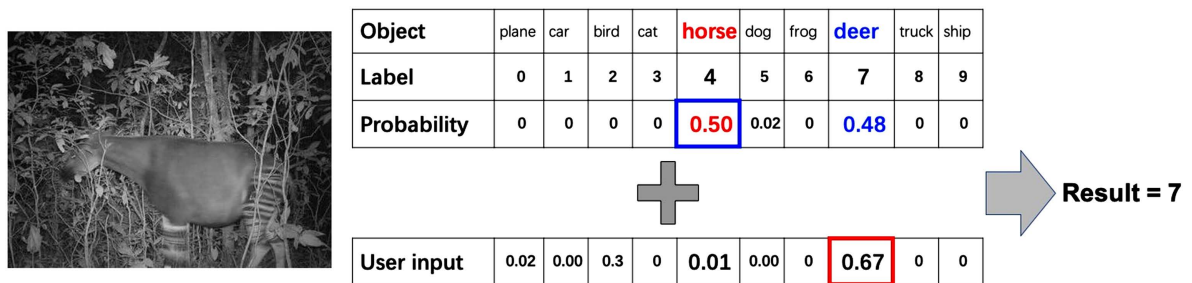 Object plane car bird cat horse dog frog deer truck ship
Label 0 1 2 3 4 5 6 7 8 9
Probability 0 0 0 0 0.50 0.02 0 0.48 0 0
Result = 7
User input 0.02 0.00 0.3 0 0.01 0.00 0 0.67 0 0